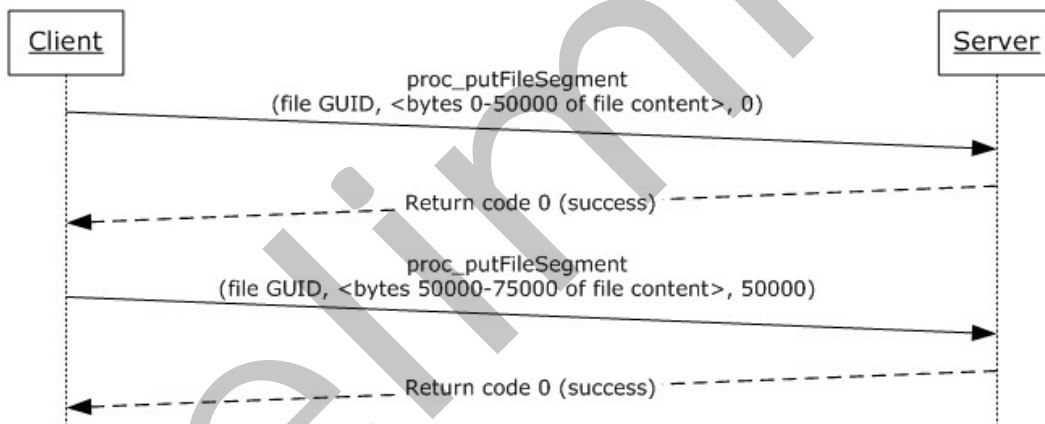 Client
Server
proc_putFileSegment
(file GUID, <bytes 0-50000 of file content>, 0)
Return code 0 (success)
proc_putFileSegment
(file GUID, <bytes 50000-75000 of file content>, 50000)
Return code 0 (success)